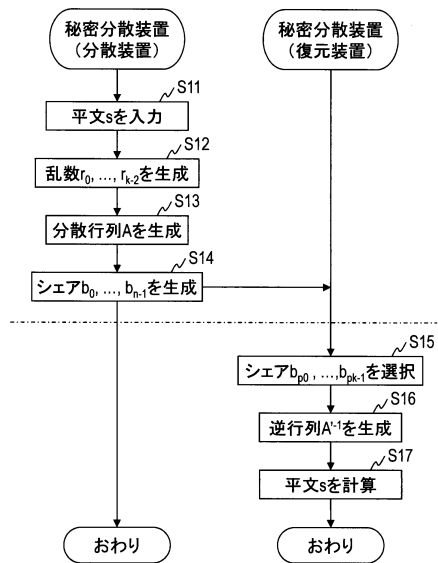 秘密分散装置
(分散装置)
秘密分散装置
(復元装置)
S11
平文sを入力
S12
乱数r0, ..., rk-2を生成
S13
分散行列Aを生成
S14
シェアb0, ..., bn-1を生成
S15
シェアbp0 , ...,bpk-1を選択
S16
逆行列A'-1を生成
S17
平文sを計算
おわり
おわり